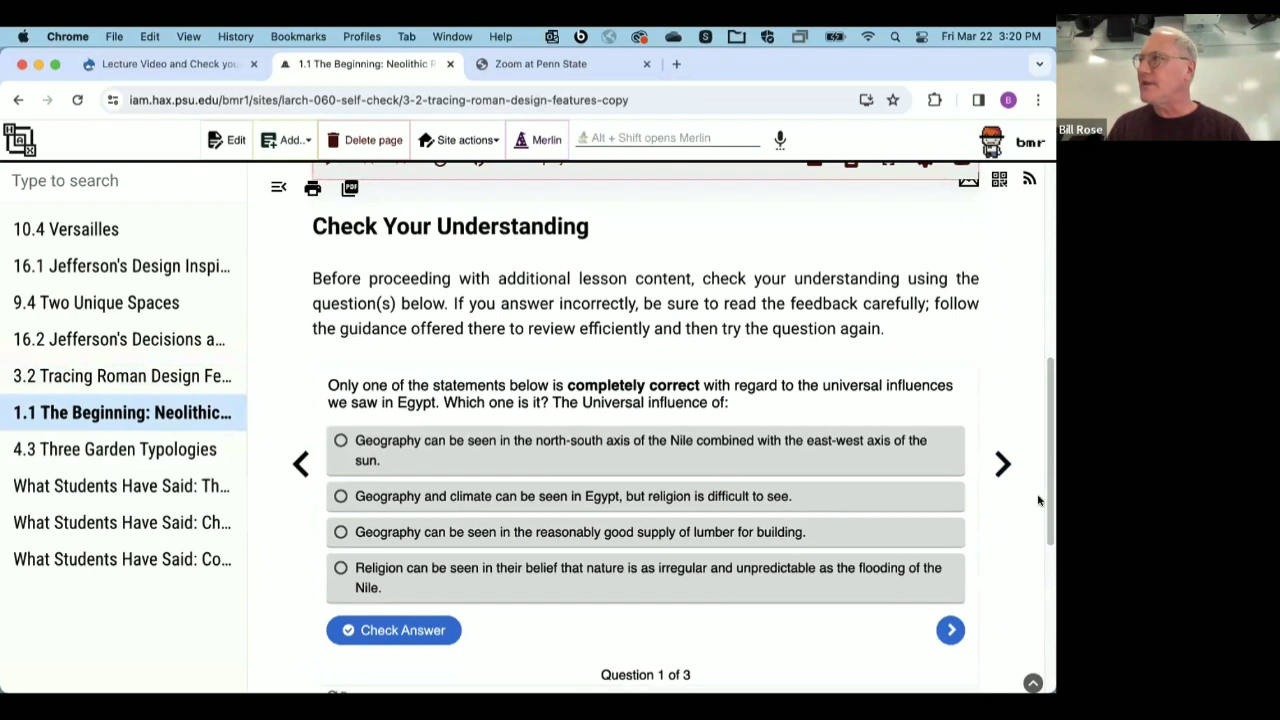 Chrome File Edit View History Bookmarks Profiles Tab Window Help Fri Mar 22 3:20 PM
Lecture Video and Check you
1.1 The Beginning: Neolithic
Zoom at Penn State
iam.hax.psu.edu/bmr1/sites/larch-060-self-check/3-2-tracing-roman-design-features-copy
B
Bill Rose
HAX
Edit Add.. Delete page Site actions Merlin Alt + Shift opens Merlin bmr
Type to search
PDF
10.4 Versailles
16.1 Jefferson's Design Inspi...
9.4 Two Unique Spaces
16.2 Jefferson's Decisions a...
3.2 Tracing Roman Design Fe...
1.1 The Beginning: Neolithic...
4.3 Three Garden Typologies
What Students Have Said: Th...
What Students Have Said: Ch...
What Students Have Said: Co...
Check Your Understanding
Before proceeding with additional lesson content, check your understanding using the
question(s) below. If you answer incorrectly, be sure to read the feedback carefully; follow
the guidance offered there to review efficiently and then try the question again.
Only one of the statements below is completely correct with regard to the universal influences
we saw in Egypt. Which one is it? The Universal influence of:
Geography can be seen in the north-south axis of the Nile combined with the east-west axis of the
sun.
Geography and climate can be seen in Egypt, but religion is difficult to see.
Geography can be seen in the reasonably good supply of lumber for building.
Religion can be seen in their belief that nature is as irregular and unpredictable as the flooding of the
Nile.
Check Answer
Question 1 of 3